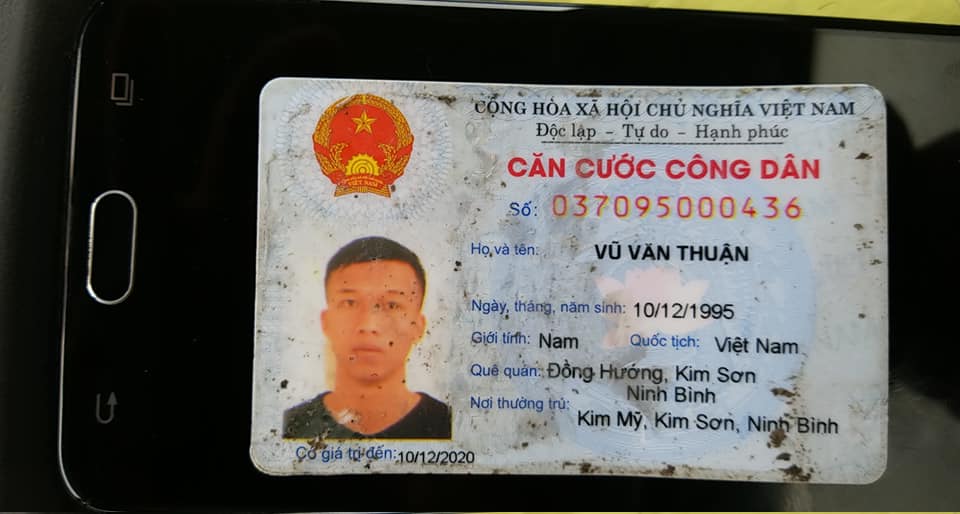 CỘNG HÒA XÃ HỘI CHỦ NGHĨA VIỆT NAM
Độc lập - Tự do - Hạnh phúc
CĂN CƯỚC CÔNG DÂN
Số: 037095000436
Họ và tên: VŨ VĂN THUẬN
Ngày, tháng, năm sinh: 10/12/1995
Giới tính: Nam Quốc tịch: Việt Nam
Quê quán: Đồng Hướng, Kim Sơn
Ninh Bình
Nơi thường trú:
Kim Mỹ, Kim Sơn, Ninh Bình
Có giá trị đến: 10/12/2020
VIỆT NAM